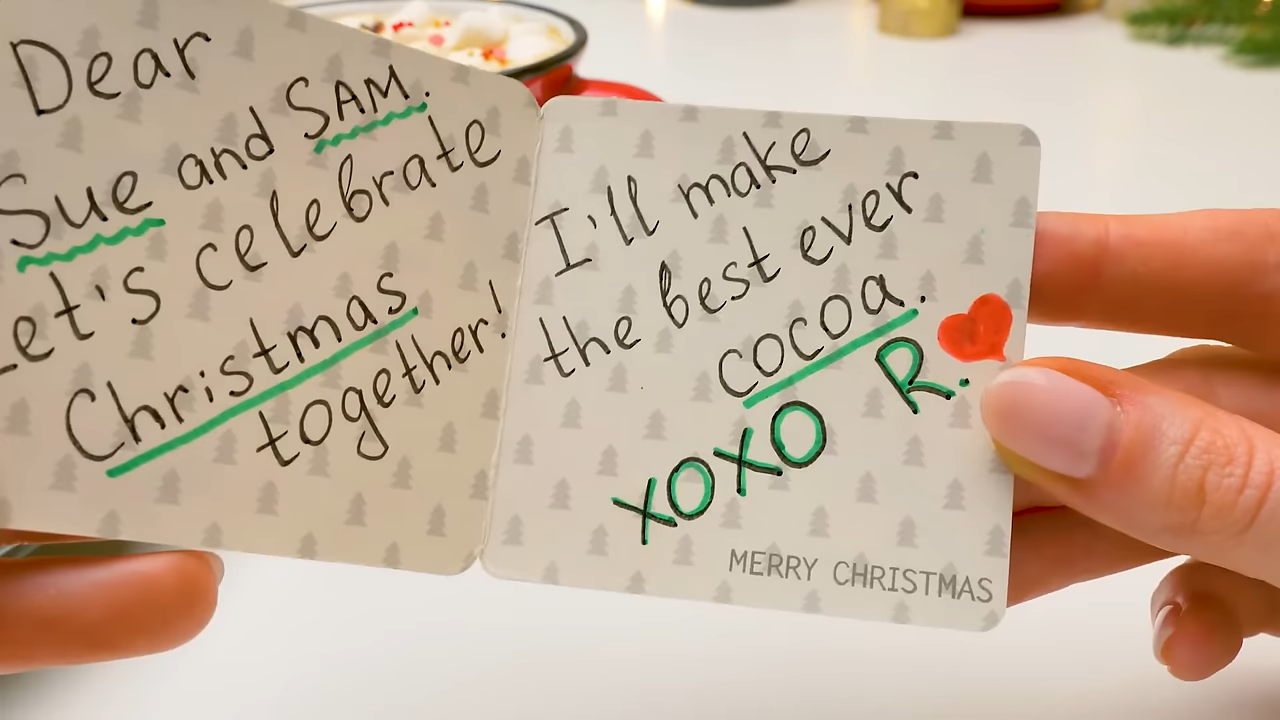 Dear
Sue and SAM.
Let's celebrate
Christmas
together!
I'll make
the best ever
cocoa.
XOXO R.
MERRY CHRISTMAS